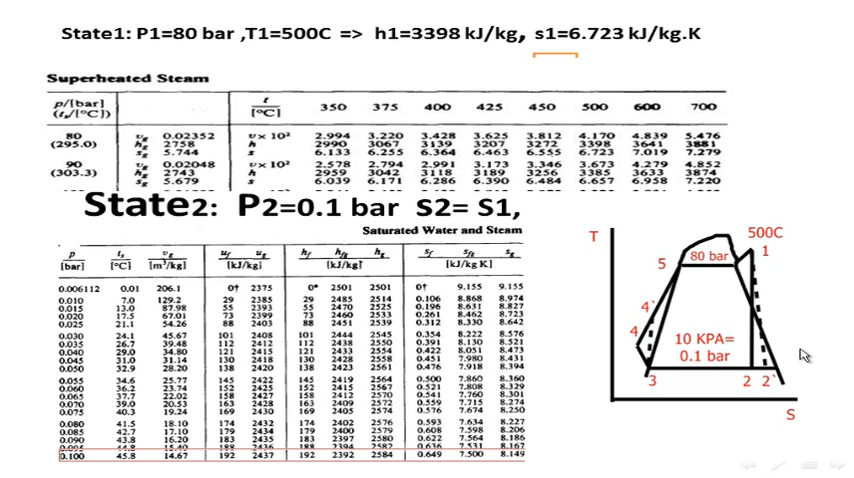 State1: P1=80 bar ,T1=500C => h1=3398 kJ/kg, s1=6.723 kJ/kg.K
Superheated Steam
p/[bar] (ts/[°C]) t/[°C] 350 375 400 425 450 500 600 700
80 vg 0.02352 v× 10² 2.994 3.220 3.428 3.625 3.812 4.170 4.839 5.476
(295.0) hg 2758 h 2990 3067 3139 3207 3272 3398 3641 3881
sg 5.744 s 6.133 6.255 6.364 6.463 6.555 6.723 7.019 7.279
90 vg 0.02048 v× 10² 2.578 2.794 2.991 3.173 3.346 3.673 4.279 4.852
(303.3) hg 2743 h 2959 3042 3118 3189 3256 3385 3633 3874
sg 5.679 s 6.039 6.171 6.286 6.390 6.484 6.657 6.958 7.220
State2: P2=0.1 bar s2= S1,
Saturated Water and Steam
p ts vg uf ug hf hfg hg sf sfg sg
[bar] [°C] [m³/kg] [kJ/kg] [kJ/kg] [kJ/kg K]
0.006112 0.01 206.1 0† 2375 0* 2501 2501 0† 9.155 9.155
0.010 7.0 129.2 29 2385 29 2485 2514 0.106 8.868 8.974
0.015 13.0 87.98 55 2393 55 2470 2525 0.196 8.631 8.827
0.020 17.5 67.01 73 2399 73 2460 2533 0.261 8.462 8.723
0.025 21.1 54.26 88 2403 88 2451 2539 0.312 8.330 8.642
0.030 24.1 45.67 101 2408 101 2444 2545 0.354 8.222 8.576
0.035 26.7 39.48 112 2412 112 2438 2550 0.391 8.130 8.521
0.040 29.0 34.80 121 2415 121 2433 2554 0.422 8.051 8.473
0.045 31.0 31.14 130 2418 130 2428 2558 0.451 7.980 8.431
0.050 32.9 28.20 138 2420 138 2423 2561 0.476 7.918 8.394
0.055 34.6 25.77 145 2422 145 2419 2564 0.500 7.860 8.360
0.060 36.2 23.74 152 2425 152 2415 2567 0.521 7.808 8.329
0.065 37.7 22.02 158 2427 158 2412 2570 0.541 7.760 8.301
0.070 39.0 20.53 163 2428 163 2409 2572 0.559 7.715 8.274
0.075 40.3 19.24 169 2430 169 2405 2574 0.576 7.674 8.250
0.080 41.5 18.10 174 2432 174 2402 2576 0.593 7.634 8.227
0.085 42.7 17.10 179 2434 179 2400 2579 0.608 7.598 8.206
0.090 43.8 16.20 183 2435 183 2397 2580 0.622 7.564 8.186
0.095 44.8 15.40 188 2436 188 2394 2582 0.636 7.531 8.167
0.100 45.8 14.67 192 2437 192 2392 2584 0.649 7.500 8.149
T
500C
80 bar
1
5
4`
4
10 KPA=
0.1 bar
3
2
2`
S